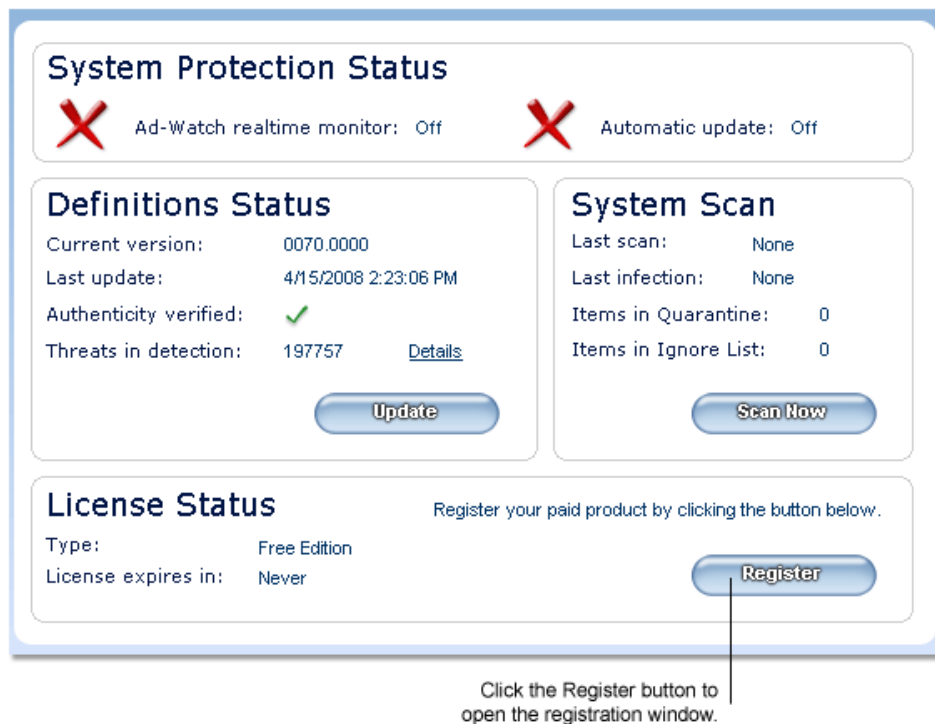 System Protection Status
Ad-Watch realtime monitor: Off
Automatic update: Off
Definitions Status
Current version: 0070.0000
Last update: 4/15/2008 2:23:06 PM
Authenticity verified:
Threats in detection: 197757 Details
Update
System Scan
Last scan: None
Last infection: None
Items in Quarantine: 0
Items in Ignore List: 0
Scan Now
License Status
Register your paid product by clicking the button below.
Type: Free Edition
License expires in: Never
Register
Click the Register button to
open the registration window.